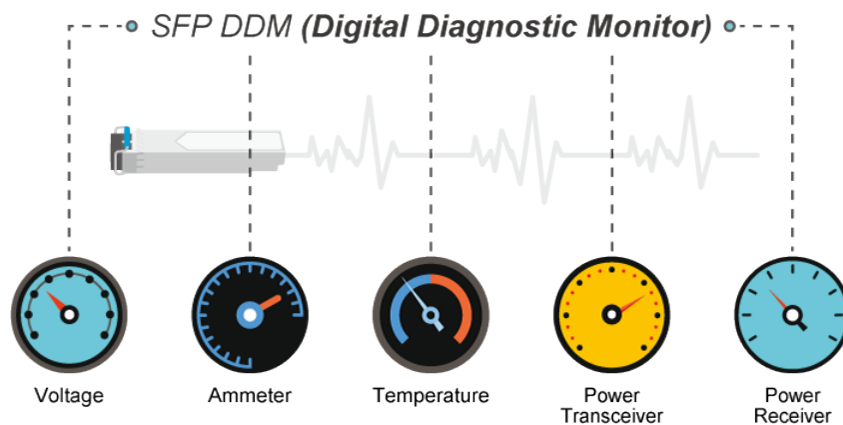 SFP DDM (Digital Diagnostic Monitor)
Voltage
Ammeter
Temperature
Power
Transceiver
Power
Receiver